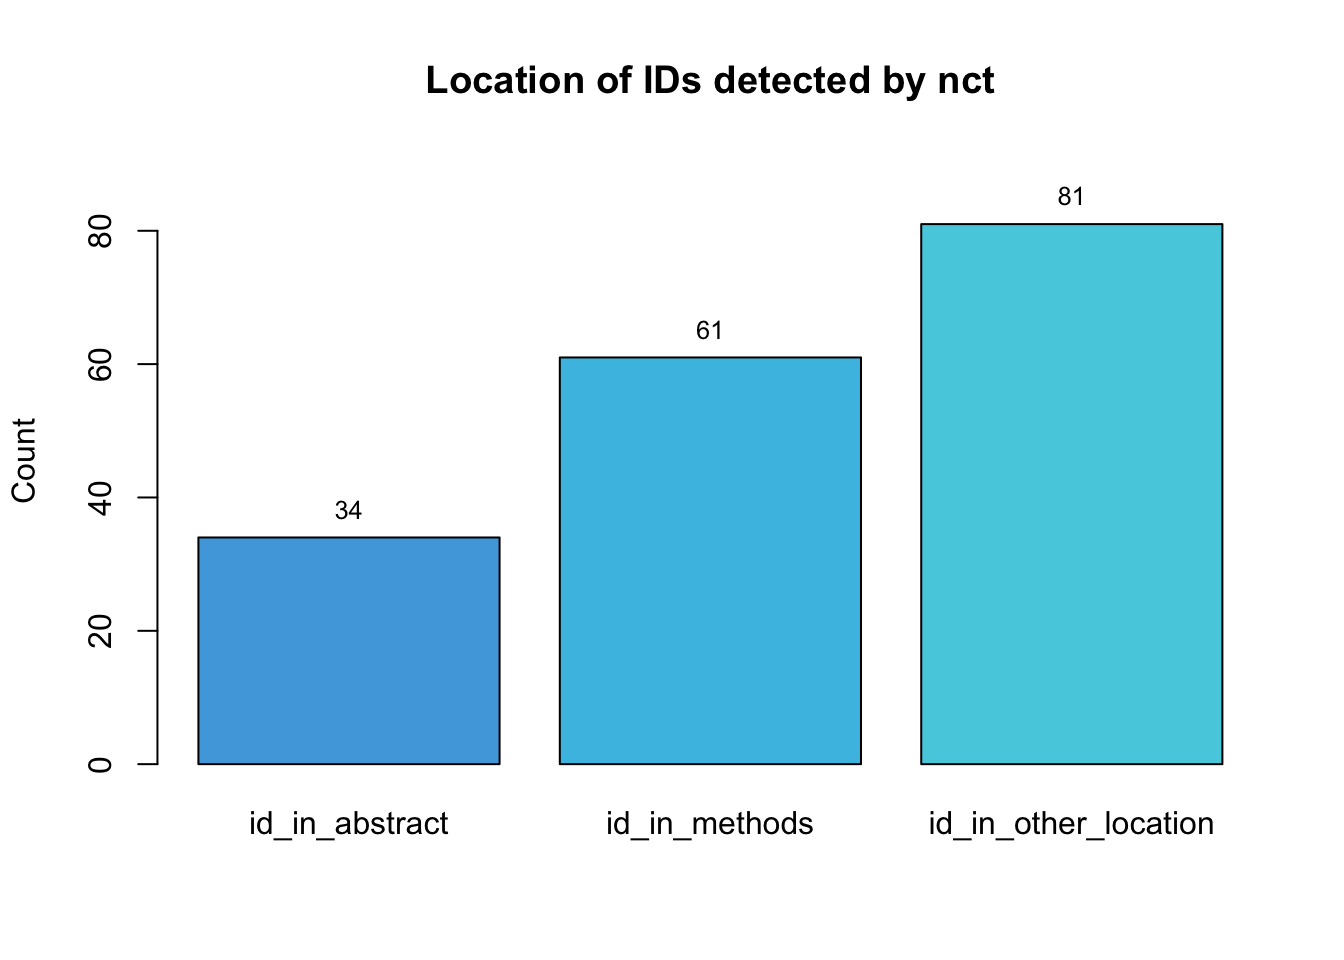 Location of IDs detected by nct
Count
80
60
40
20
0
34
61
81
id_in_abstract
id_in_methods
id_in_other_location